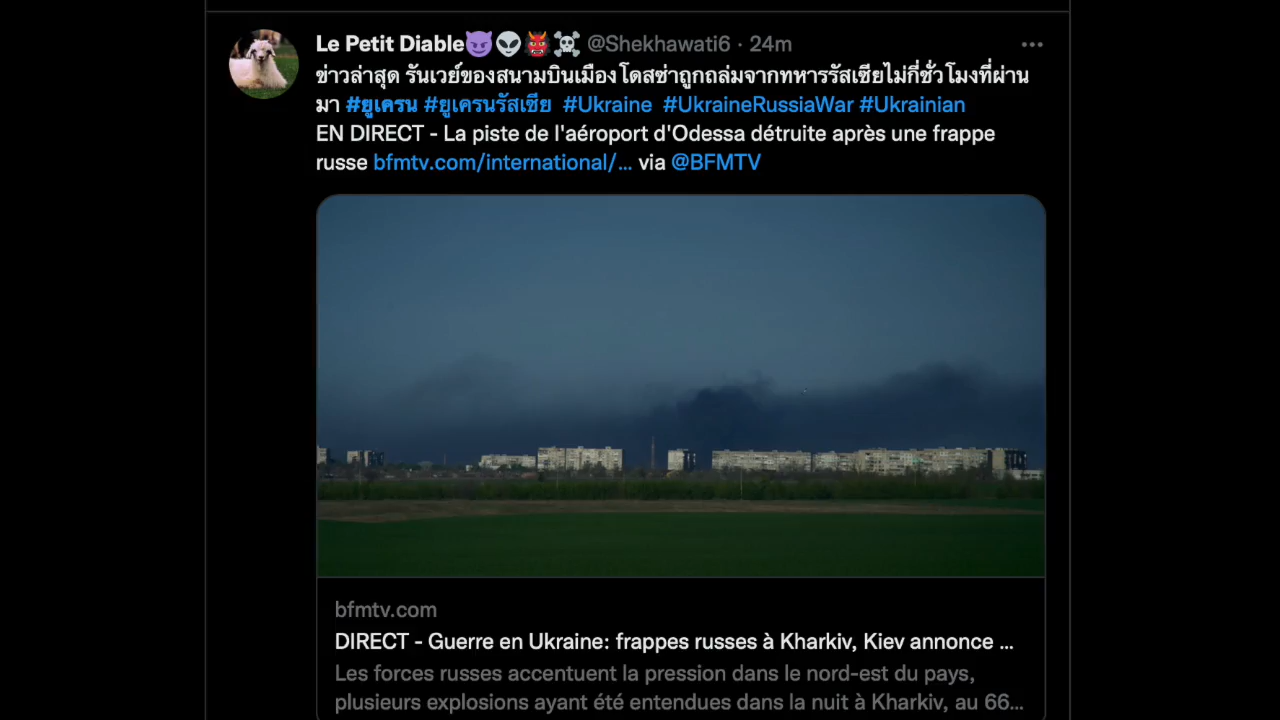 Le Petit Diable😈👽👹☠️ @Shekhawati6 · 24m
ข่าวล่าสุด รันเวย์ของสนามบินเมืองโดสซ่าถูกถล่มจากทหารรัสเซียไม่กี่ชั่วโมงที่ผ่าน
มา #ยูเครน #ยูเครนรัสเซีย #Ukraine #UkraineRussiaWar #Ukrainian
EN DIRECT - La piste de l'aéroport d'Odessa détruite après une frappe
russe bfmtv.com/international/… via @BFMTV
bfmtv.com
DIRECT - Guerre en Ukraine: frappes russes à Kharkiv, Kiev annonce ...
Les forces russes accentuent la pression dans le nord-est du pays,
plusieurs explosions ayant été entendues dans la nuit à Kharkiv, au 66...